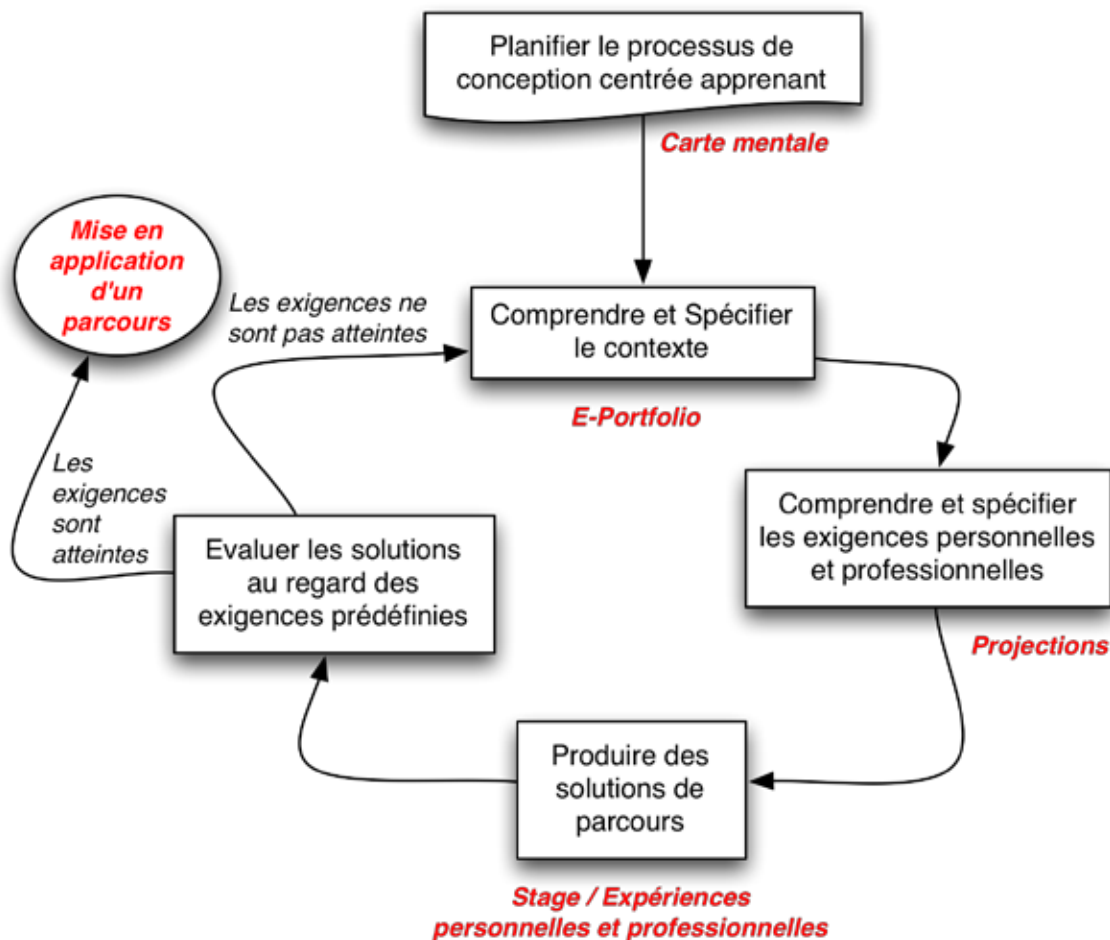 Planifier le processus de
conception centrée apprenant
Carte mentale
Mise en
application
d'un
parcours
Les exigences ne
sont pas atteintes
Comprendre et Spécifier
le contexte
E-Portfolio
Les
exigences
sont
atteintes
Comprendre et spécifier
les exigences personnelles
et professionnelles
Projections
Evaluer les solutions
au regard des
exigences prédéfinies
Produire des
solutions de
parcours
Stage / Expériences
personnelles et professionnelles